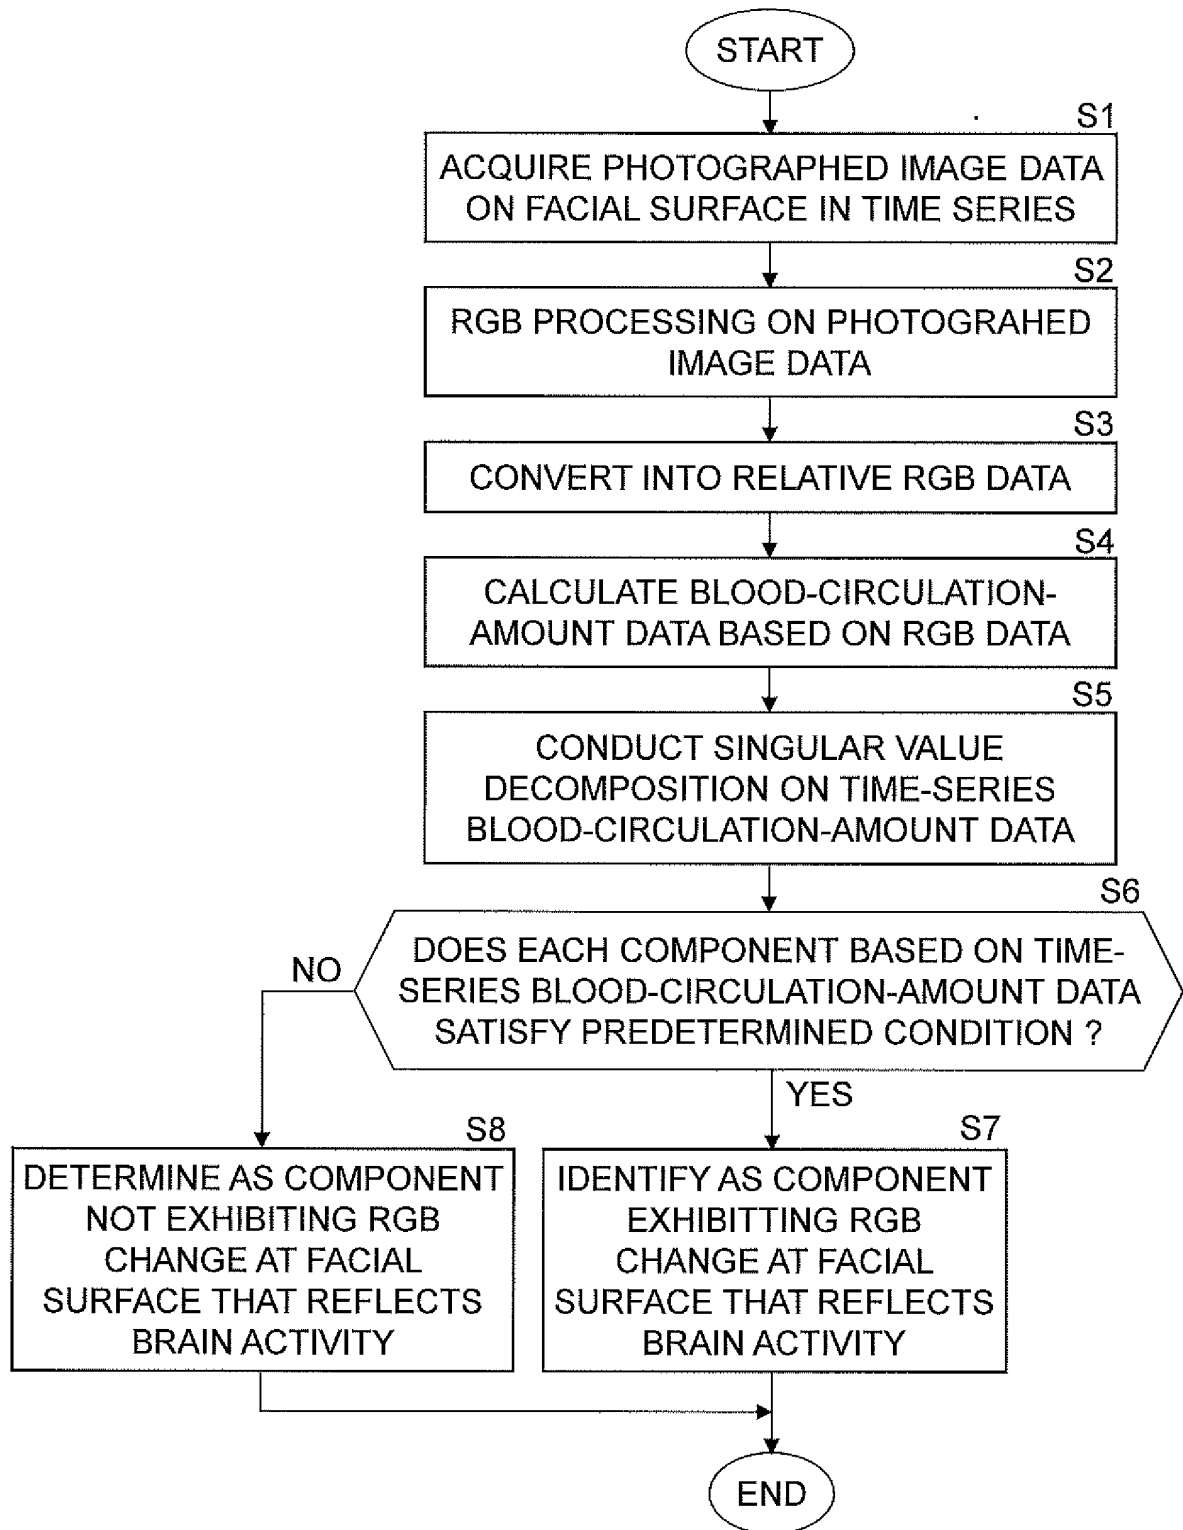 START
S1
ACQUIRE PHOTOGRAPHED IMAGE DATA
ON FACIAL SURFACE IN TIME SERIES
S2
RGB PROCESSING ON PHOTOGRAHED
IMAGE DATA
S3
CONVERT INTO RELATIVE RGB DATA
S4
CALCULATE BLOOD-CIRCULATION-
AMOUNT DATA BASED ON RGB DATA
S5
CONDUCT SINGULAR VALUE
DECOMPOSITION ON TIME-SERIES
BLOOD-CIRCULATION-AMOUNT DATA
S6
DOES EACH COMPONENT BASED ON TIME-
SERIES BLOOD-CIRCULATION-AMOUNT DATA
SATISFY PREDETERMINED CONDITION ?
NO
YES
S8
DETERMINE AS COMPONENT
NOT EXHIBITING RGB
CHANGE AT FACIAL
SURFACE THAT REFLECTS
BRAIN ACTIVITY
S7
IDENTIFY AS COMPONENT
EXHIBITTING RGB
CHANGE AT FACIAL
SURFACE THAT REFLECTS
BRAIN ACTIVITY
END